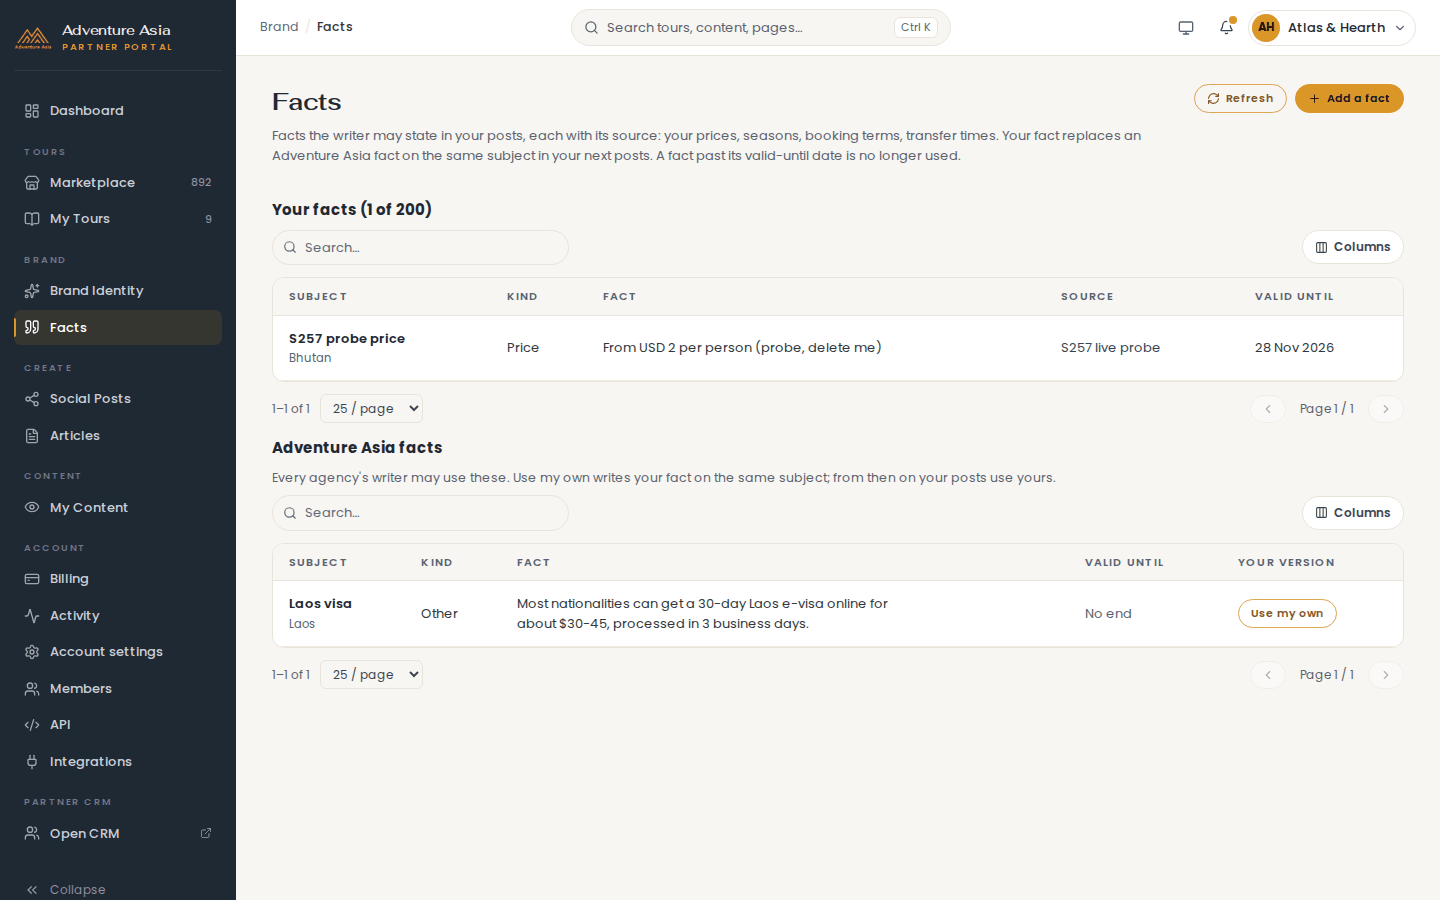 Adventure Asia
PARTNER PORTAL
Adventure Asia
Dashboard
TOURS
Marketplace 892
My Tours 9
BRAND
Brand Identity
Facts
CREATE
Social Posts
Articles
CONTENT
My Content
ACCOUNT
Billing
Activity
Account settings
Members
API
Integrations
PARTNER CRM
Open CRM
Collapse
Brand / Facts
Search tours, content, pages... Ctrl K
AH Atlas & Hearth
Facts
Refresh
Add a fact
Facts the writer may state in your posts, each with its source: your prices, seasons, booking terms, transfer times. Your fact replaces an
Adventure Asia fact on the same subject in your next posts. A fact past its valid-until date is no longer used.
Your facts (1 of 200)
Search...
Columns
SUBJECT KIND FACT SOURCE VALID UNTIL
S257 probe price
Bhutan
Price
From USD 2 per person (probe, delete me)
S257 live probe
28 Nov 2026
1–1 of 1
25 / page
Page 1 / 1
Adventure Asia facts
Every agency's writer may use these. Use my own writes your fact on the same subject; from then on your posts use yours.
Search...
Columns
SUBJECT KIND FACT VALID UNTIL YOUR VERSION
Laos visa
Laos
Other
Most nationalities can get a 30-day Laos e-visa online for
about $30-45, processed in 3 business days.
No end
Use my own
1–1 of 1
25 / page
Page 1 / 1